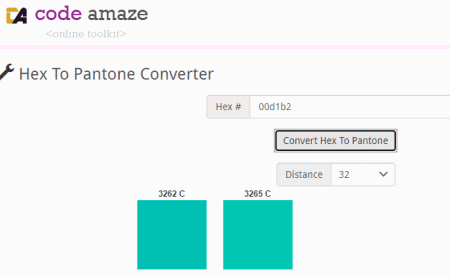 code amaze
<online toolkit>
Hex To Pantone Converter
Hex # 00d1b2
Convert Hex To Pantone
Distance 32
3262 C 3265 C